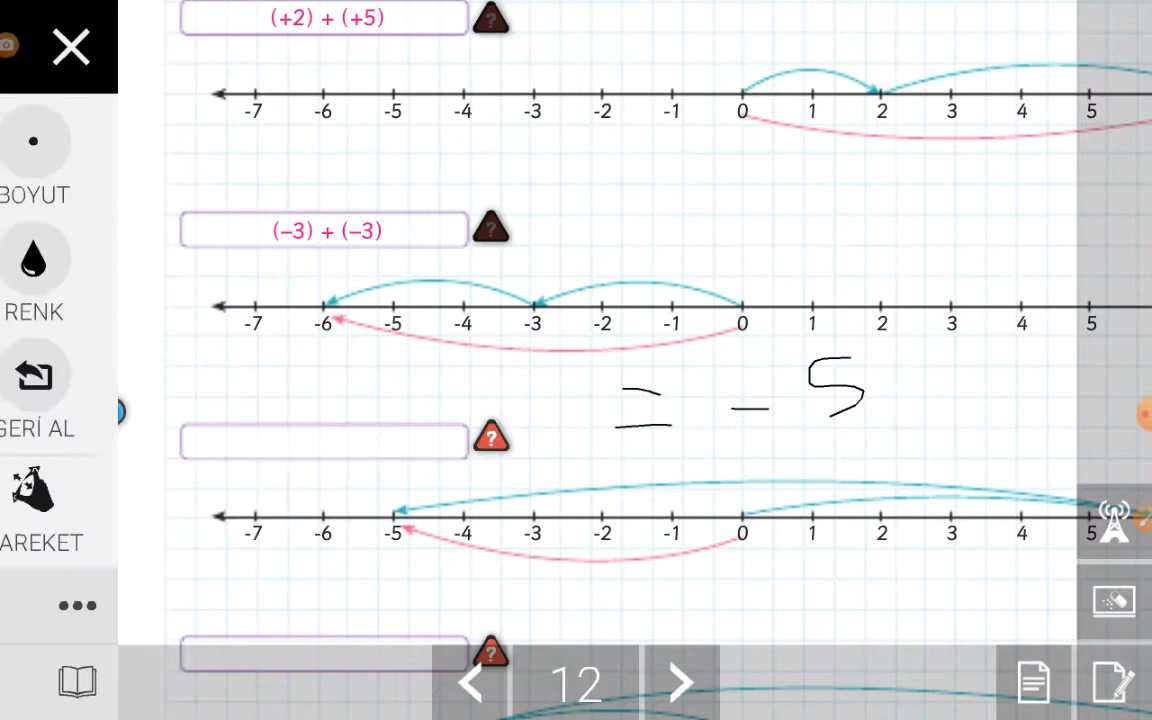 (+2) + (+5)
?
-7 -6 -5 -4 -3 -2 -1 0 1 2 3 4 5
BOYUT
(–3) + (–3)
?
RENK
-7 -6 -5 -4 -3 -2 -1 0 1 2 3 4 5
= - 5
GERİ AL
?
-7 -6 -5 -4 -3 -2 -1 0 1 2 3 4 5
AREKET
?
12